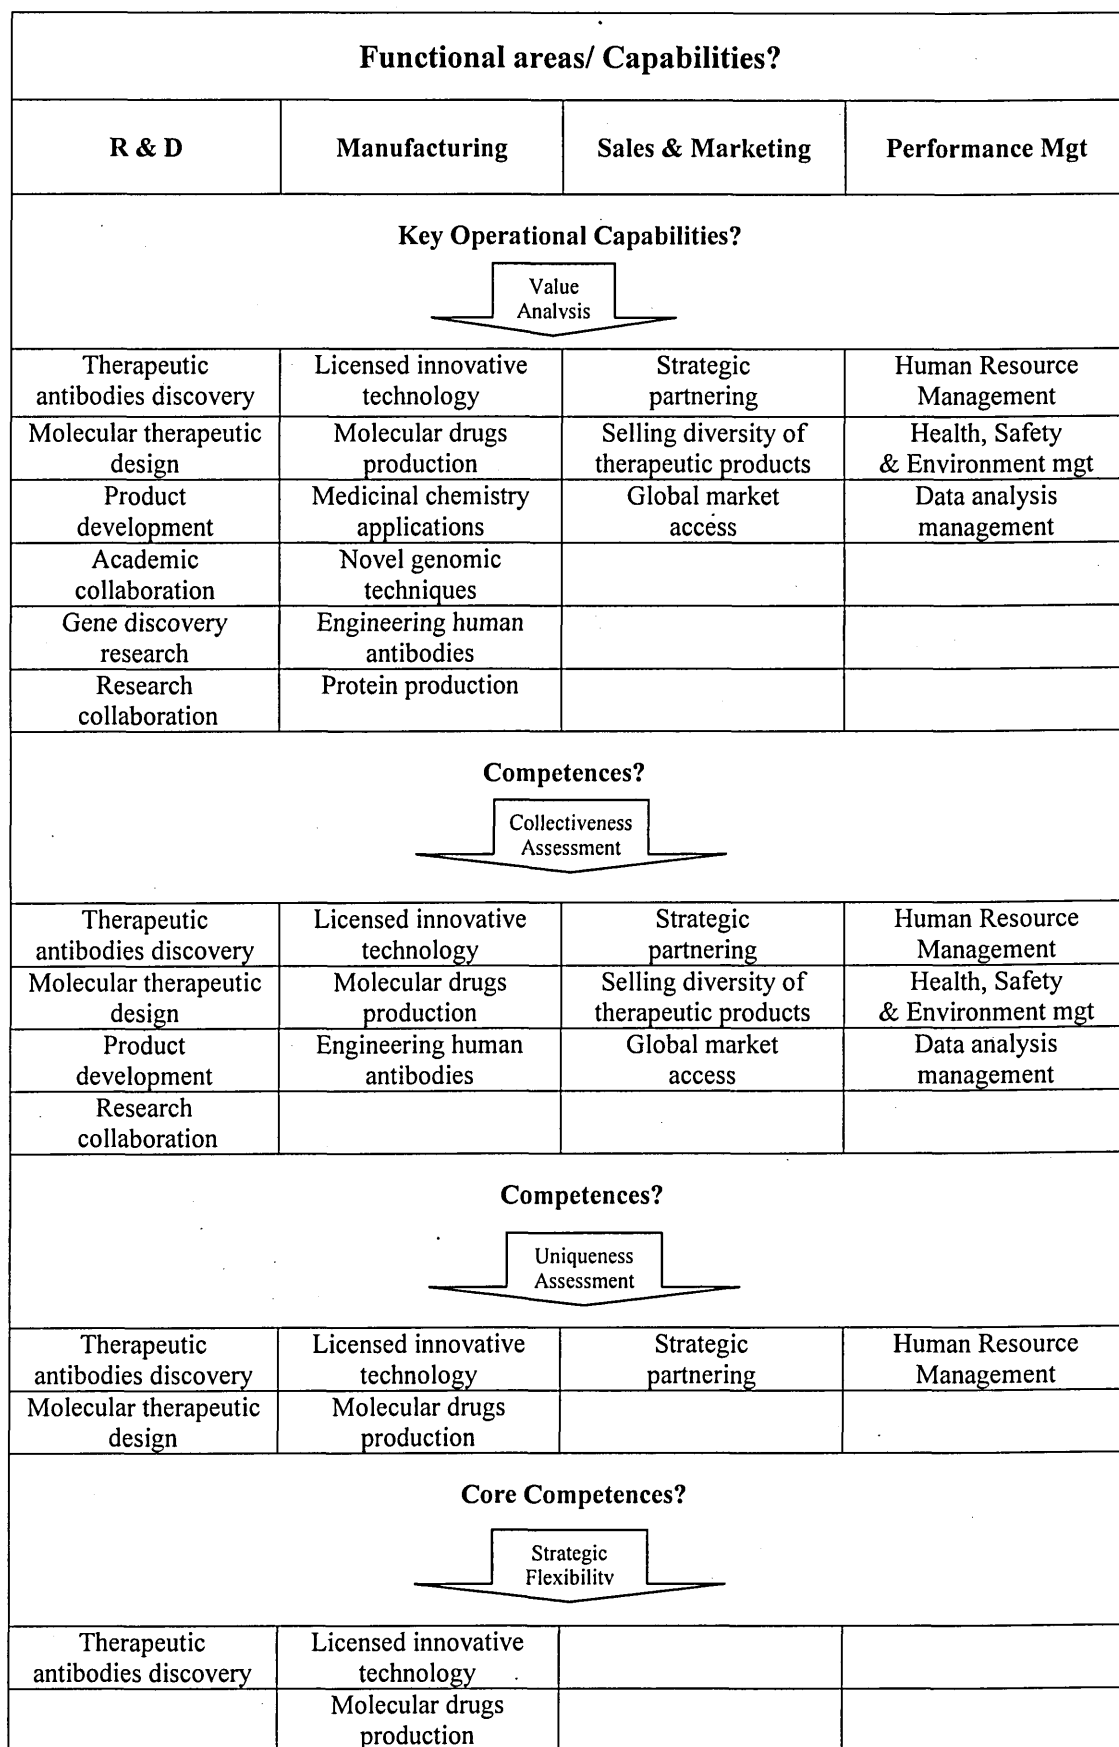 Functional areas/ Capabilities?
R & D
Manufacturing
Sales & Marketing
Performance Mgt
Key Operational Capabilities?
Value
Analysis
Therapeutic
antibodies discovery
Licensed innovative
technology
Strategic
partnering
Human Resource
Management
Molecular therapeutic
design
Molecular drugs
production
Selling diversity of
therapeutic products
Health, Safety
& Environment mgt
Product
development
Medicinal chemistry
applications
Global market
access
Data analysis
management
Academic
collaboration
Novel genomic
techniques
Gene discovery
research
Engineering human
antibodies
Research
collaboration
Protein production
Competences?
Collectiveness
Assessment
Therapeutic
antibodies discovery
Licensed innovative
technology
Strategic
partnering
Human Resource
Management
Molecular therapeutic
design
Molecular drugs
production
Selling diversity of
therapeutic products
Health, Safety
& Environment mgt
Product
development
Engineering human
antibodies
Global market
access
Data analysis
management
Research
collaboration
Competences?
Uniqueness
Assessment
Therapeutic
antibodies discovery
Licensed innovative
technology
Strategic
partnering
Human Resource
Management
Molecular therapeutic
design
Molecular drugs
production
Core Competences?
Strategic
Flexibility
Therapeutic
antibodies discovery
Licensed innovative
technology
Molecular drugs
production